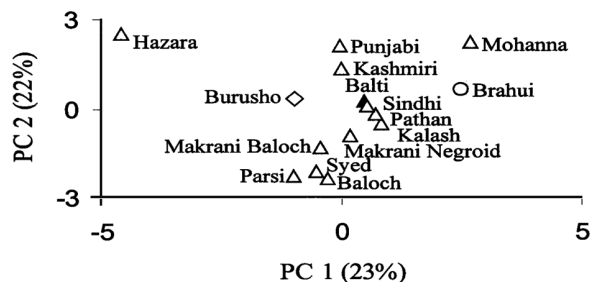 3
Hazara
Punjabi
Mohanna
Kashmiri
Balti
Brahui
Burusho
Sindhi
PC 2 (22%)
0
Pathan
Kalash
Makrani Baloch
Makrani Negroid
Syed
Parsi
Baloch
-3
-5
0
5
PC 1 (23%)